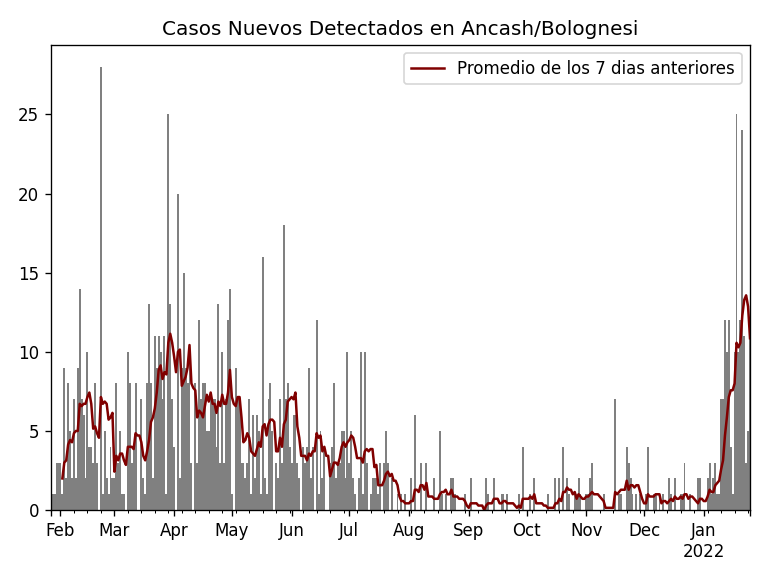 Casos Nuevos Detectados en Ancash/Bolognesi
Promedio de los 7 dias anteriores
25
20
15
10
5
0
Feb Mar Apr May Jun Jul Aug Sep Oct Nov Dec Jan
2022